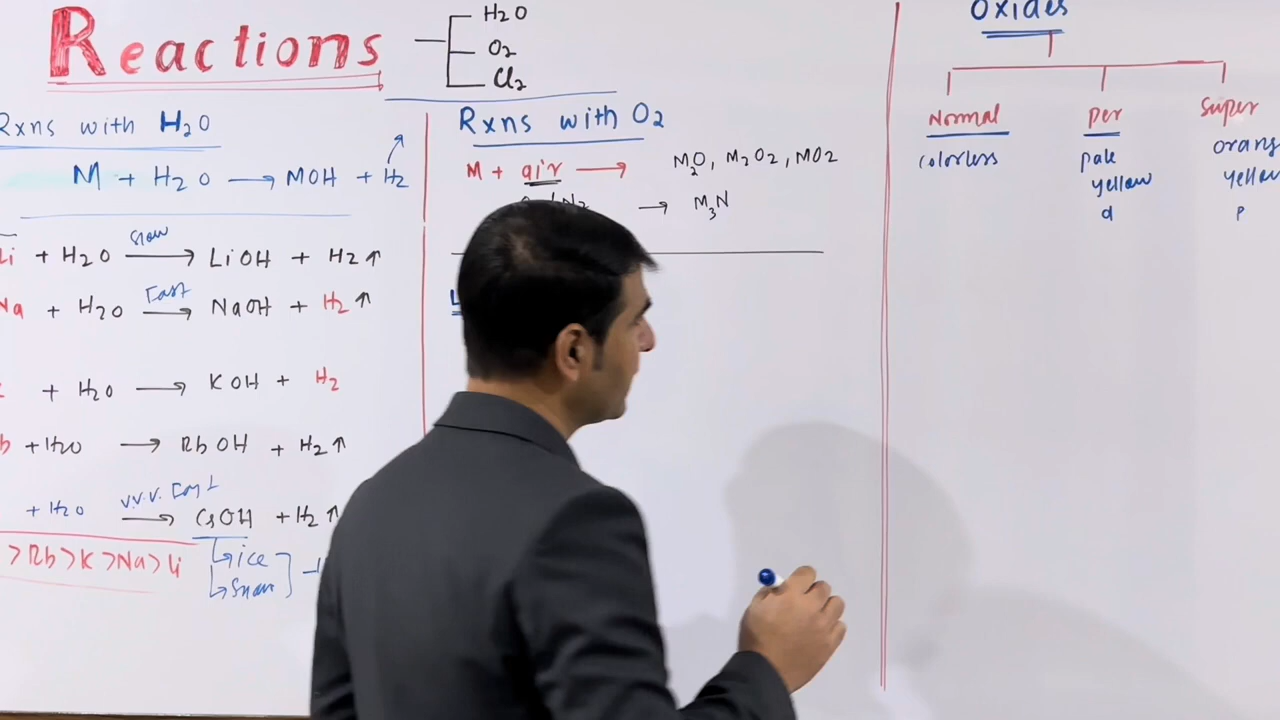 Reactions
H2O
O2
Cl2
Rxns with H2O
M + H2O → MOH + H2
Li + H2O slow → LiOH + H2 ↑
Na + H2O Fast → NaOH + H2 ↑
+ H2O → KOH + H2
+ H2O → RbOH + H2 ↑
+ H2O v.v.v. Fast → CsOH + H2 ↑
> Rb > K > Na > Li
ice
Rxns with O2
M + air → M2O, M2O2, MO2
→ M3N
Oxides
Normal
colorless
Per
pale
yellow
d
Super
orang
yellow
P